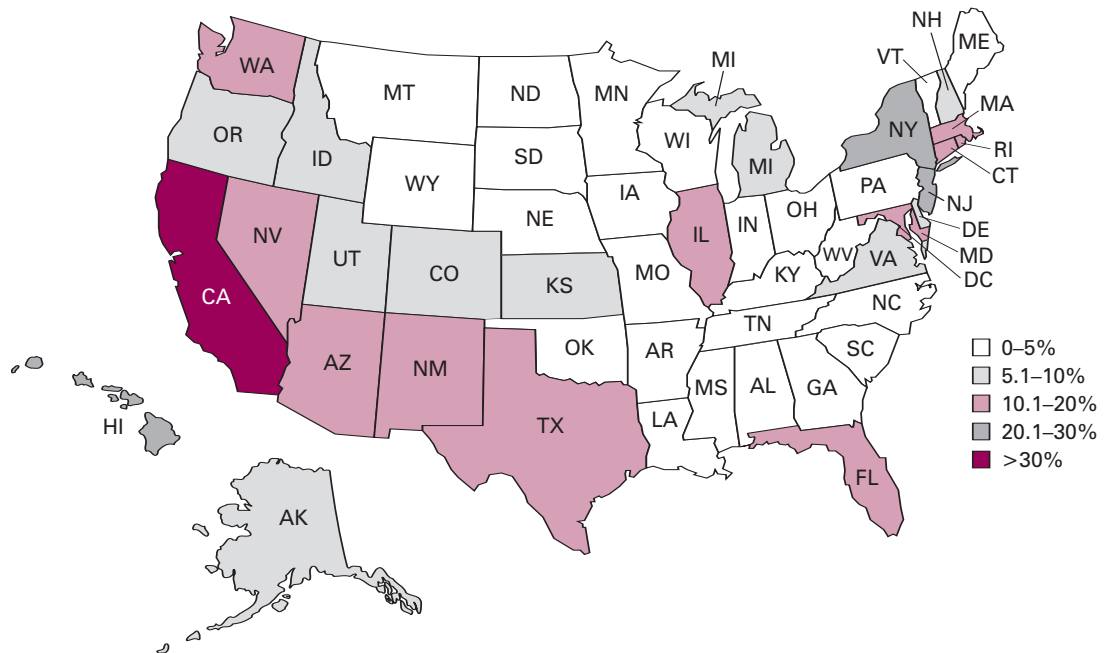 NH
ME
WA
VT
MI
MT
ND
MN
MA
OR
NY
WI
RI
ID
SD
MI
CT
WY
PA
IA
NJ
NE
OH
NV
IL
IN
DE
UT
CO
WV
VA
MD
KS
MO
KY
DC
CA
NC
TN
AZ
NM
OK
AR
SC
0–5%
5.1–10%
MS
AL
GA
10.1–20%
HI
TX
LA
20.1–30%
>30%
FL
AK